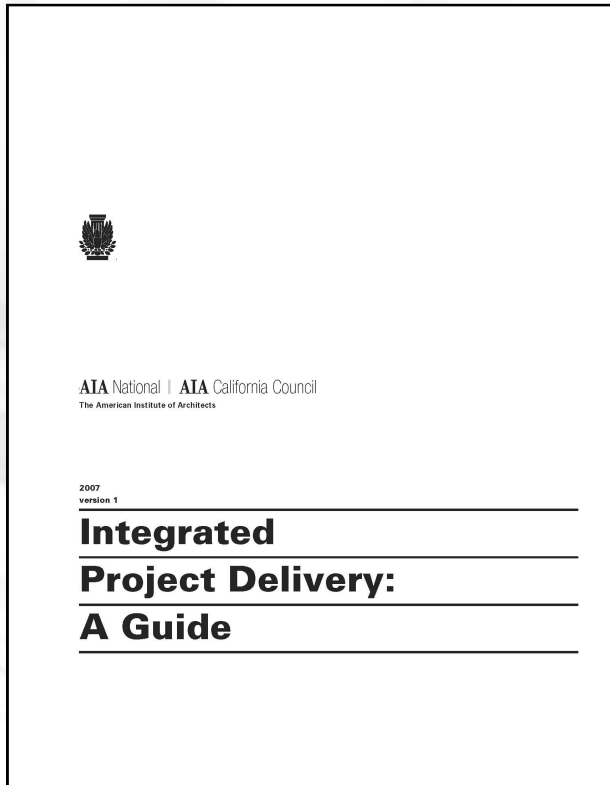 AIA National | AIA California Council
The American Institute of Architects
2007
version 1
Integrated
Project Delivery:
A Guide